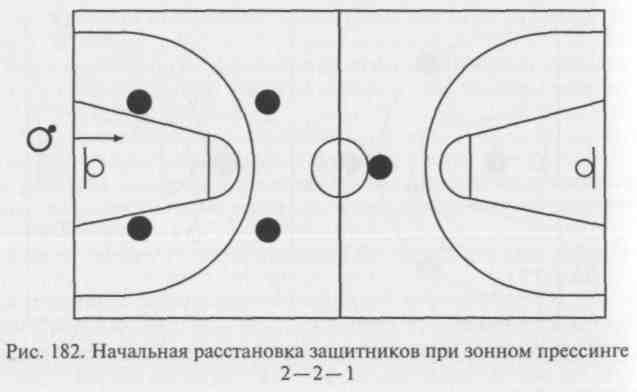 Рис. 182. Начальная расстановка защитников при зонном прессинге
2—2—1